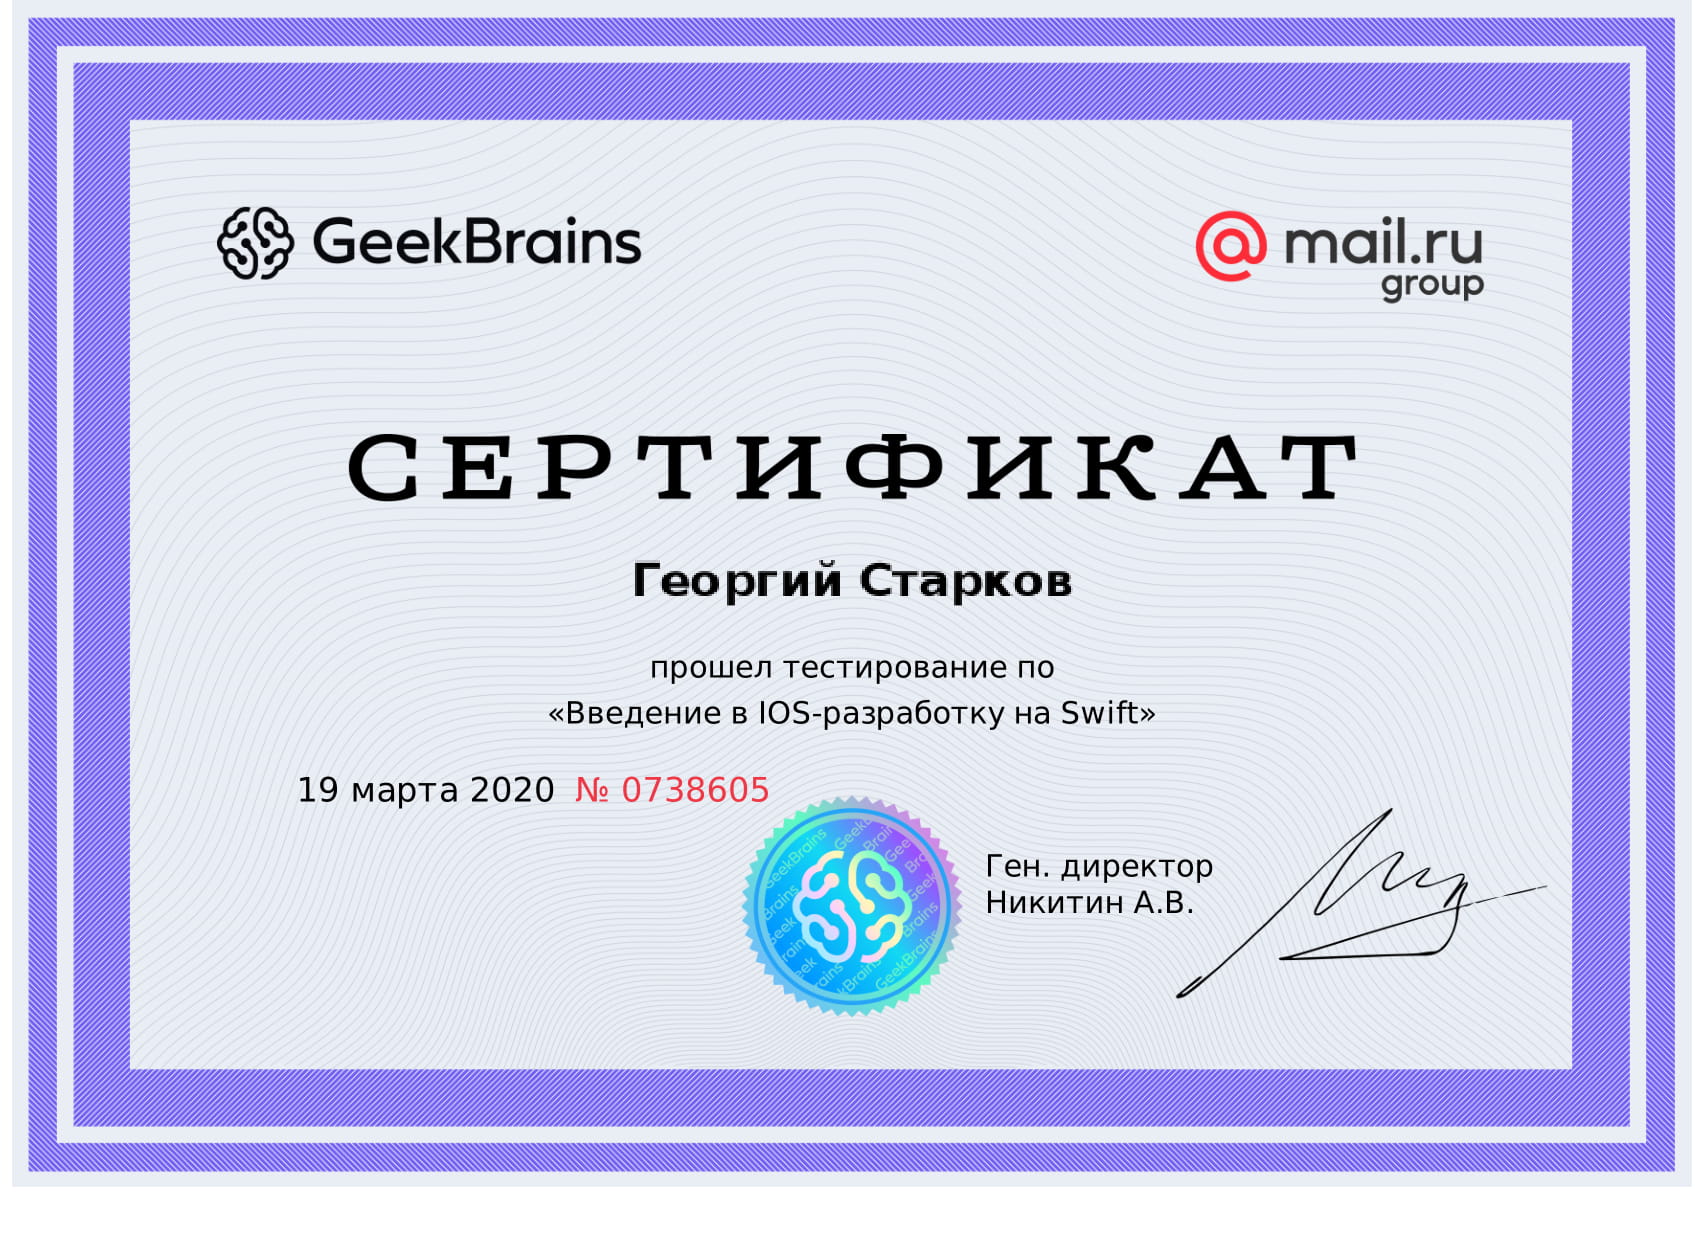 GeekBrains
@ mail.ru
group
СЕРТИФИКАТ
Георгий Старков
прошел тестирование по
«Введение в IOS-разработку на Swift»
19 марта 2020 № 0738605
Ген. директор
Никитин А.В.